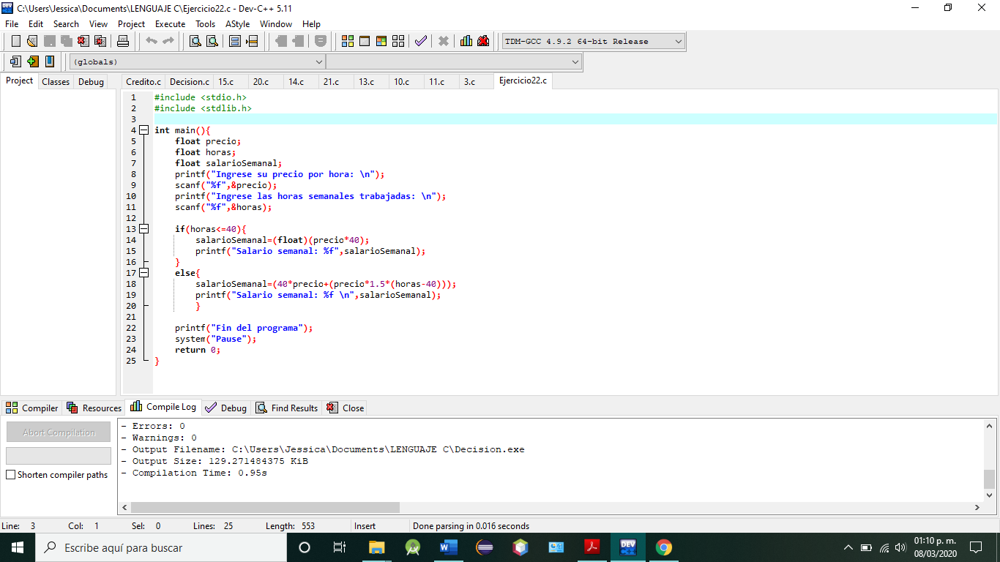 C:\Users\Jessica\Documents\LENGUAJE C\Ejercicio22.c - Dev-C++ 5.11
File Edit Search View Project Execute Tools AStyle Window Help
TDM-GCC 4.9.2 64-bit Release
(globals)
Project Classes Debug Credito.c Decision.c 15.c 20.c 14.c 21.c 13.c 10.c 11.c 3.c Ejercicio22.c
1 #include <stdio.h>
2 #include <stdlib.h>
3
4 int main(){
5 float precio;
6 float horas;
7 float salarioSemanal;
8 printf("Ingrese su precio por hora: \n");
9 scanf("%f",&precio);
10 printf("Ingrese las horas semanales trabajadas: \n");
11 scanf("%f",&horas);
12
13 if(horas<=40){
14 salarioSemanal=(float)(precio*40);
15 printf("Salario semanal: %f",salarioSemanal);
16 }
17 else{
18 salarioSemanal=(40*precio+(precio*1.5*(horas-40)));
19 printf("Salario semanal: %f \n",salarioSemanal);
20 }
21
22 printf("Fin del programa");
23 system("Pause");
24 return 0;
25 }
Compiler Resources Compile Log Debug Find Results Close
Abort Compilation
Shorten compiler paths
- Errors: 0
- Warnings: 0
- Output Filename: C:\Users\Jessica\Documents\LENGUAJE C\Decision.exe
- Output Size: 129.271484375 KiB
- Compilation Time: 0.95s
Line: 3 Col: 1 Sel: 0 Lines: 25 Length: 553 Insert Done parsing in 0.016 seconds
Escribe aquí para buscar
01:10 p. m.
08/03/2020